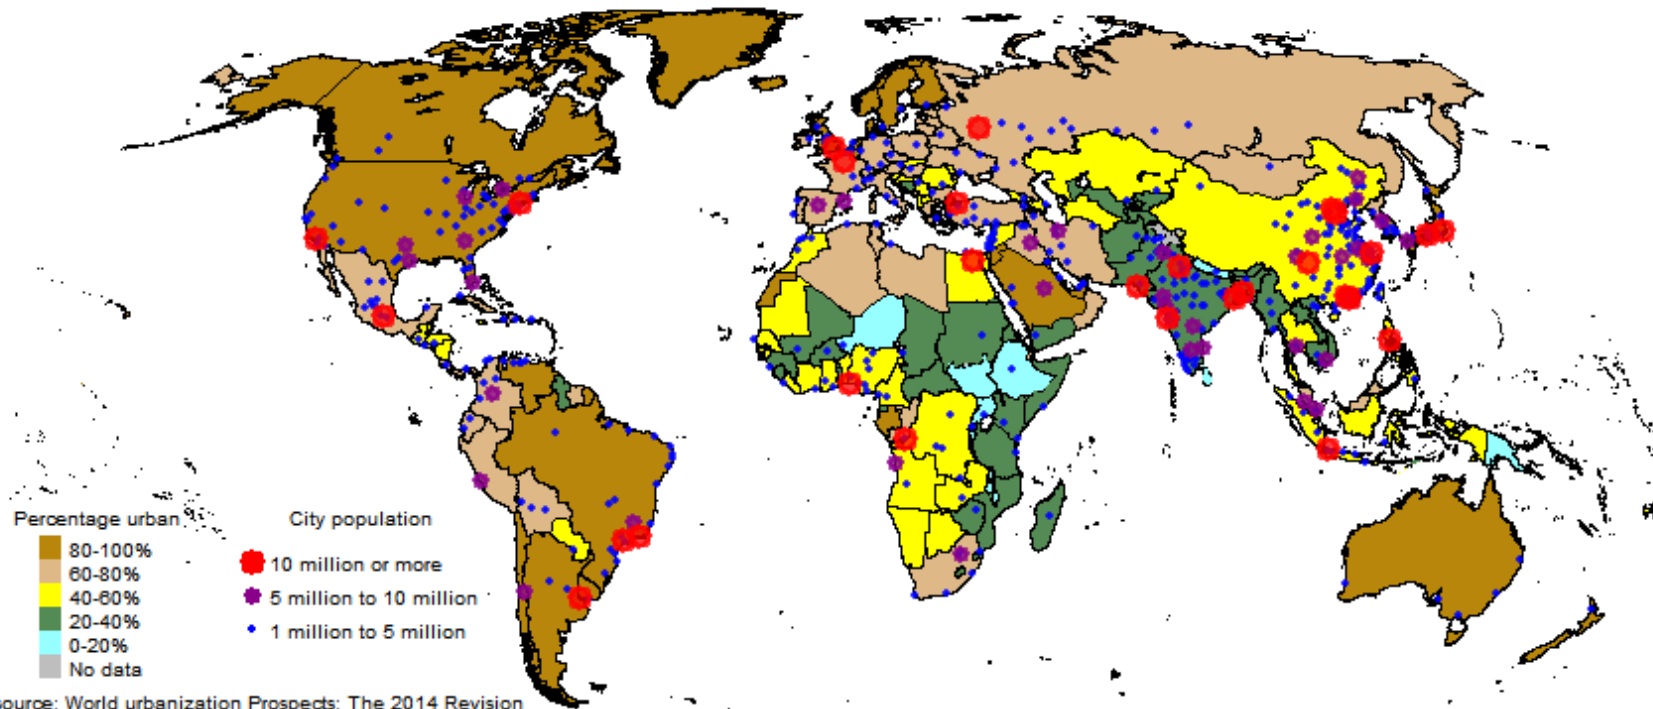 Percentage urban
80-100%
60-80%
40-60%
20-40%
0-20%
No data
City population
10 million or more
5 million to 10 million
1 million to 5 million
source: World urbanization Prospects: The 2014 Revision